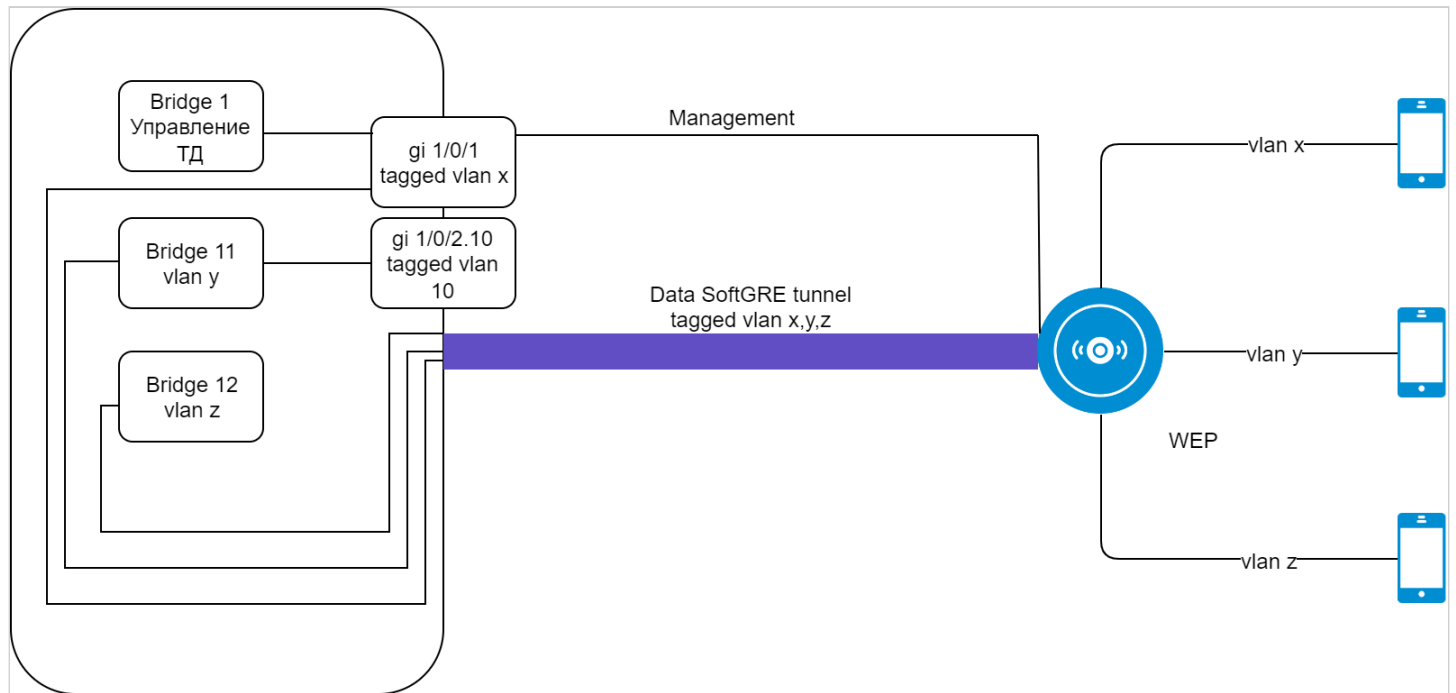 Bridge 1
Управление
ТД
gi 1/0/1
tagged vlan x
Management
vlan x
Bridge 11
vlan y
gi 1/0/2.10
tagged vlan
10
Data SoftGRE tunnel
tagged vlan x,y,z
vlan y
Bridge 12
vlan z
WEP
vlan z